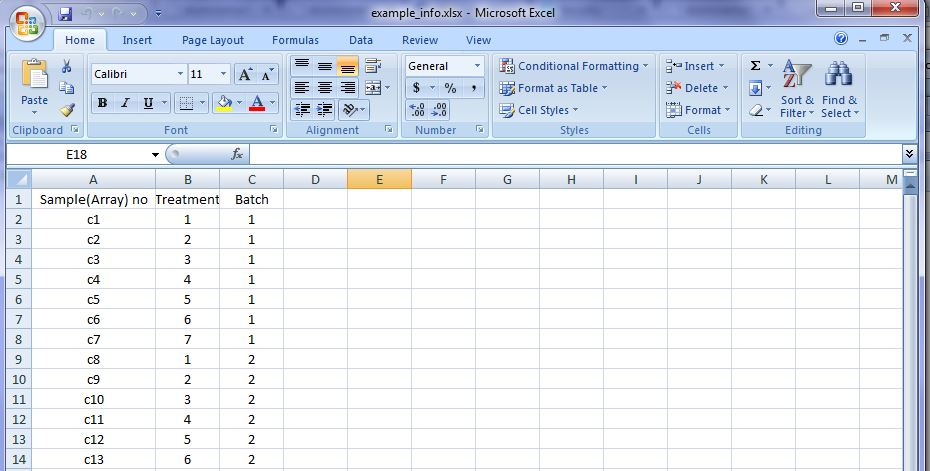 example_info.xlsx - Microsoft Excel
Home Insert Page Layout Formulas Data Review View
Calibri 11 A A General Conditional Formatting Insert Σ A Z
Paste B I U A $ % , Format as Table Delete Sort & Filter Find & Select
Cell Styles Format
Clipboard Font Alignment Number Styles Cells Editing
E18 fx
A B C D E F G H I J K L M
1 Sample(Array) no Treatment Batch
2 c1 1 1
3 c2 2 1
4 c3 3 1
5 c4 4 1
6 c5 5 1
7 c6 6 1
8 c7 7 1
9 c8 1 2
10 c9 2 2
11 c10 3 2
12 c11 4 2
13 c12 5 2
14 c13 6 2